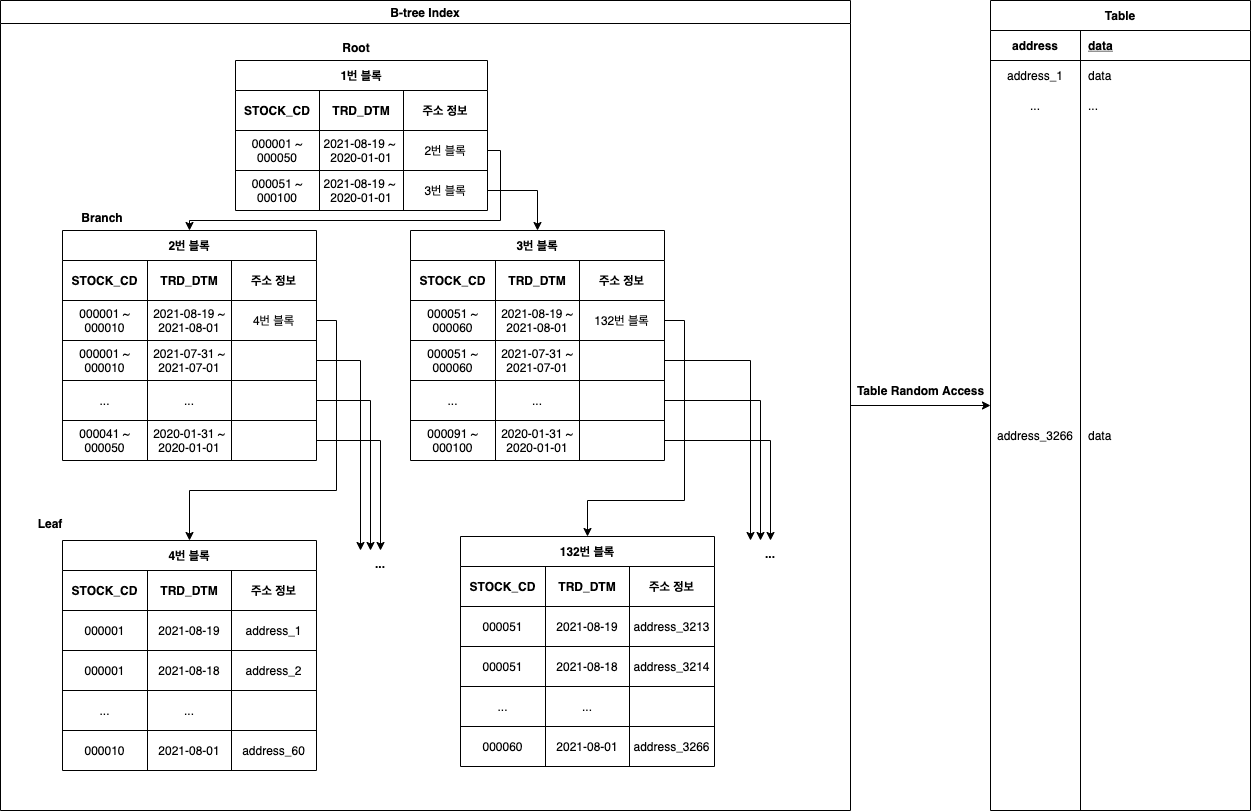 B-tree Index
Root
1번 블록
STOCK_CD TRD_DTM 주소 정보
000001 ~ 000050 2021-08-19 ~ 2020-01-01 2번 블록
000051 ~ 000100 2021-08-19 ~ 2020-01-01 3번 블록
Branch
2번 블록
STOCK_CD TRD_DTM 주소 정보
000001 ~ 000010 2021-08-19 ~ 2021-08-01 4번 블록
000001 ~ 000010 2021-07-31 ~ 2021-07-01
... ...
000041 ~ 000050 2020-01-31 ~ 2020-01-01
3번 블록
STOCK_CD TRD_DTM 주소 정보
000051 ~ 000060 2021-08-19 ~ 2021-08-01 132번 블록
000051 ~ 000060 2021-07-31 ~ 2021-07-01
... ...
000091 ~ 000100 2020-01-31 ~ 2020-01-01
Leaf
4번 블록
STOCK_CD TRD_DTM 주소 정보
000001 2021-08-19 address_1
000001 2021-08-18 address_2
... ...
000010 2021-08-01 address_60
...
132번 블록
STOCK_CD TRD_DTM 주소 정보
000051 2021-08-19 address_3213
000051 2021-08-18 address_3214
... ...
000060 2021-08-01 address_3266
...
Table Random Access
Table
address data
address_1 data
... ...
address_3266 data